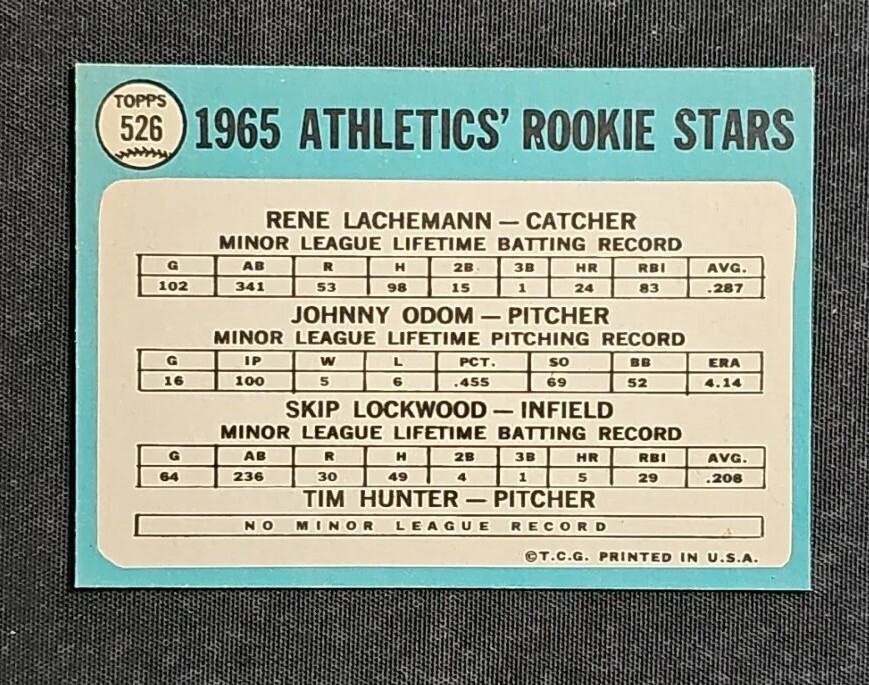 TOPPS
526
1965 ATHLETICS' ROOKIE STARS
RENE LACHEMANN — CATCHER
MINOR LEAGUE LIFETIME BATTING RECORD
G AB R H 2B 3B HR RBI AVG.
102 341 53 98 15 1 24 83 .287
JOHNNY ODOM — PITCHER
MINOR LEAGUE LIFETIME PITCHING RECORD
G IP W L PCT. SO BB ERA
16 100 5 6 .455 69 52 4.14
SKIP LOCKWOOD — INFIELD
MINOR LEAGUE LIFETIME BATTING RECORD
G AB R H 2B 3B HR RBI AVG.
64 236 30 49 4 1 5 29 .208
TIM HUNTER — PITCHER
NO MINOR LEAGUE RECORD
©T.C.G. PRINTED IN U.S.A.